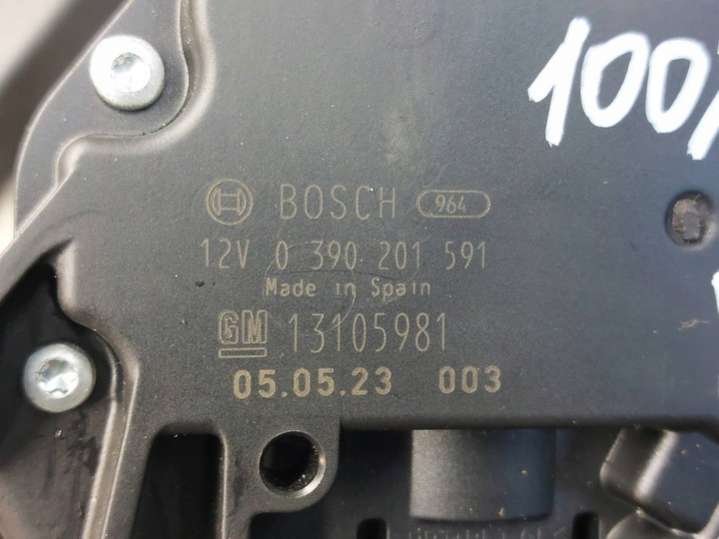 100
BOSCH 964
12V 0 390 201 591
Made in Spain
GM 13105981
05.05.23 003